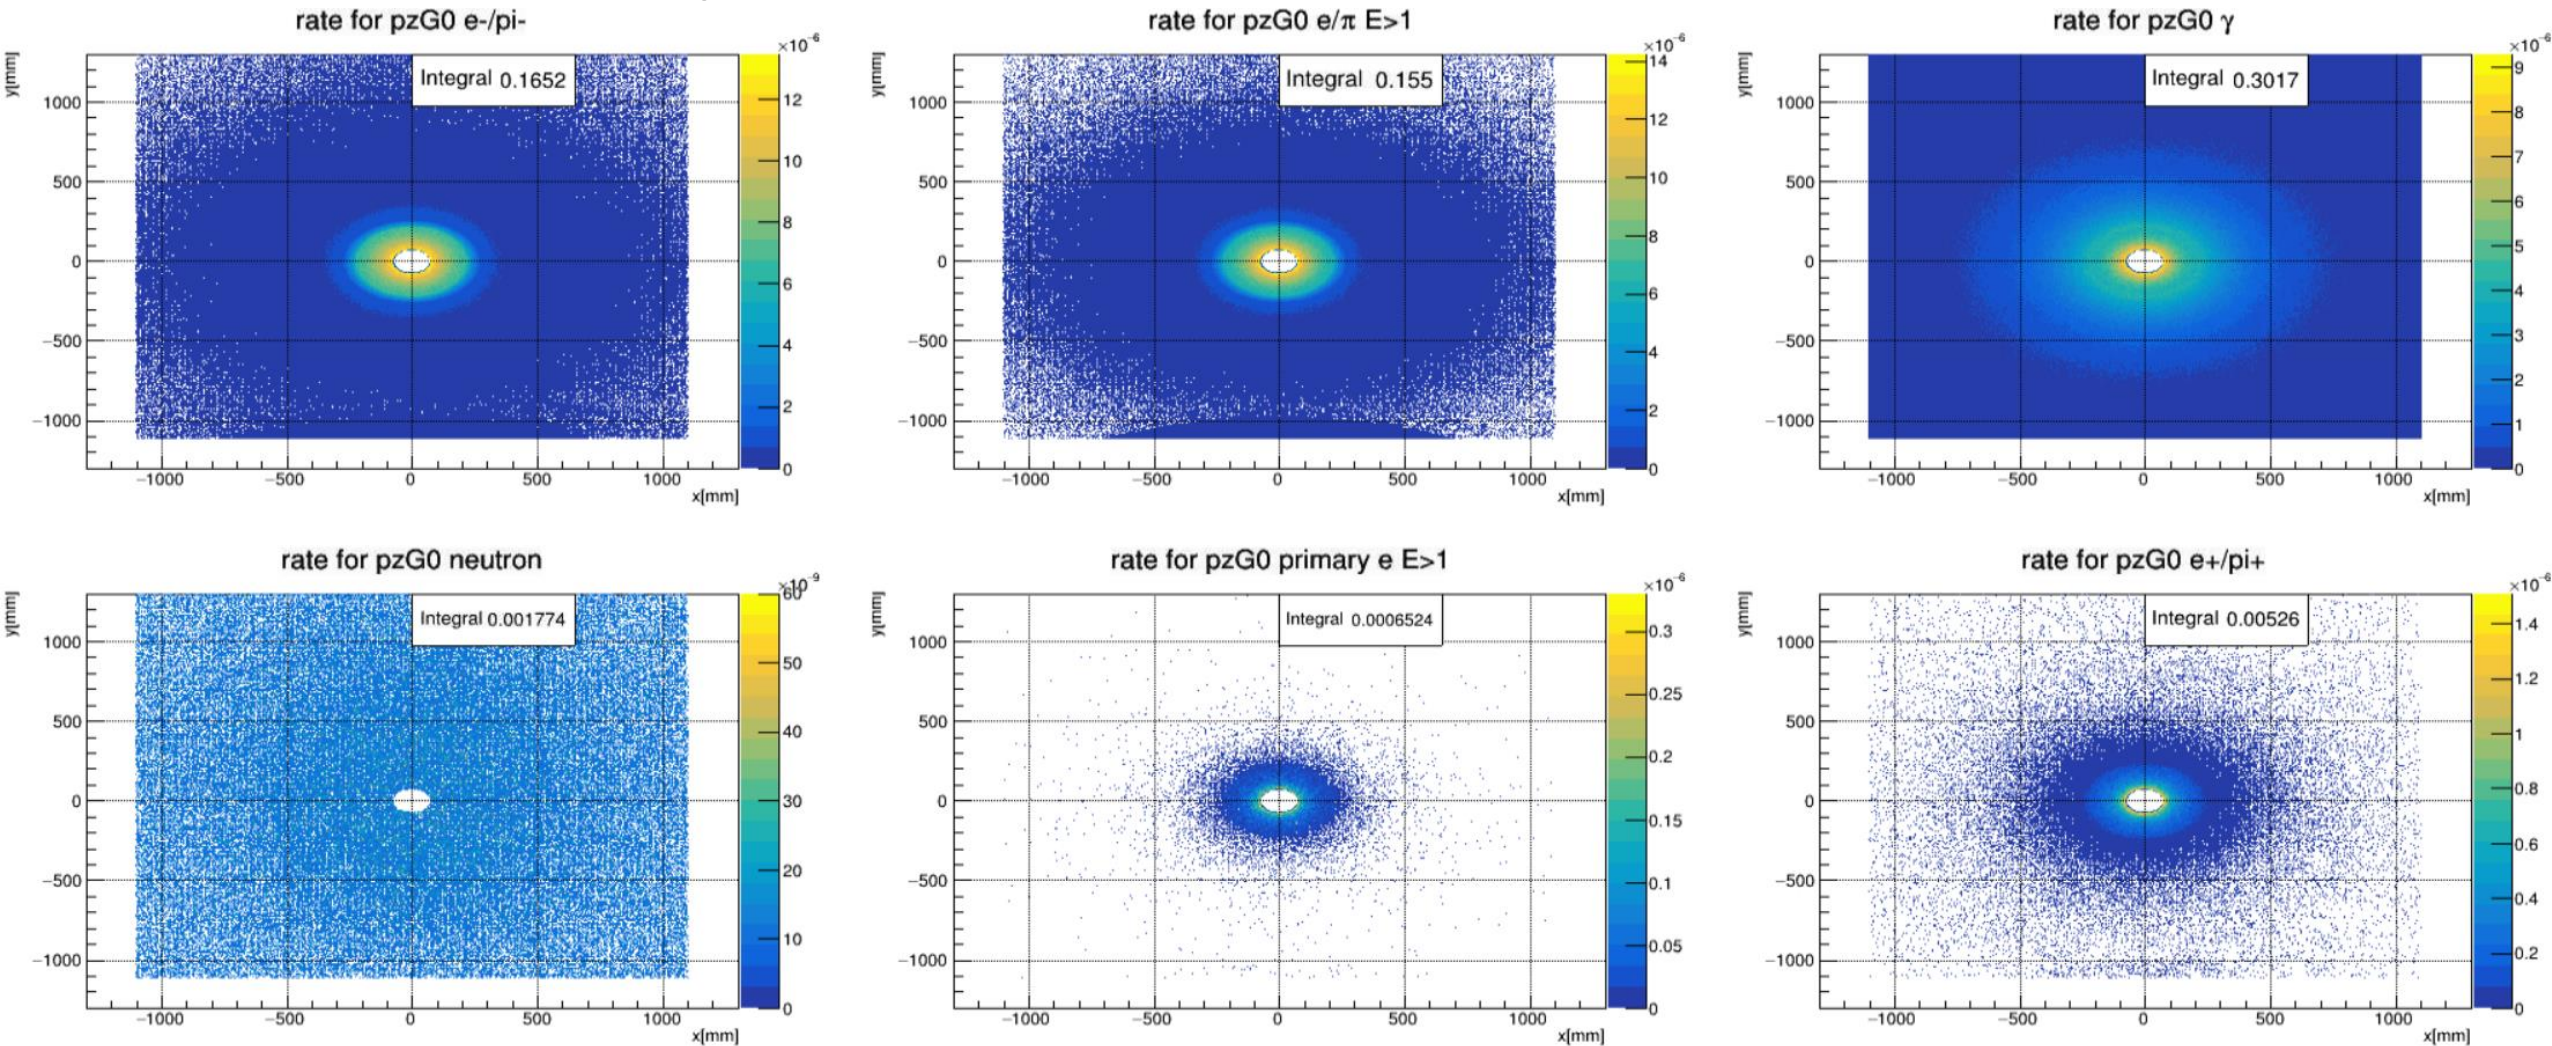 rate for pzG0 e-/pi-
×10⁻⁶
y[mm]
Integral 0.1652
1000
500
0
−500
−1000
12
10
8
6
4
2
0
−1000 −500 0 500 1000
x[mm]
rate for pzG0 e/π E>1
×10⁻⁶
y[mm]
Integral 0.155
1000
500
0
−500
−1000
14
12
10
8
6
4
2
0
−1000 −500 0 500 1000
x[mm]
rate for pzG0 γ
×10⁻⁶
y[mm]
Integral 0.3017
1000
500
0
−500
−1000
9
8
7
6
5
4
3
2
1
0
−1000 −500 0 500 1000
x[mm]
rate for pzG0 neutron
×10⁻⁹
y[mm]
Integral 0.001774
1000
500
0
−500
−1000
60
50
40
30
20
10
0
−1000 −500 0 500 1000
x[mm]
rate for pzG0 primary e E>1
×10⁻⁶
y[mm]
Integral 0.0006524
1000
500
0
−500
−1000
0.3
0.25
0.2
0.15
0.1
0.05
0
−1000 −500 0 500 1000
x[mm]
rate for pzG0 e+/pi+
×10⁻⁶
y[mm]
Integral 0.00526
1000
500
0
−500
−1000
1.4
1.2
1
0.8
0.6
0.4
0.2
0
−1000 −500 0 500 1000
x[mm]